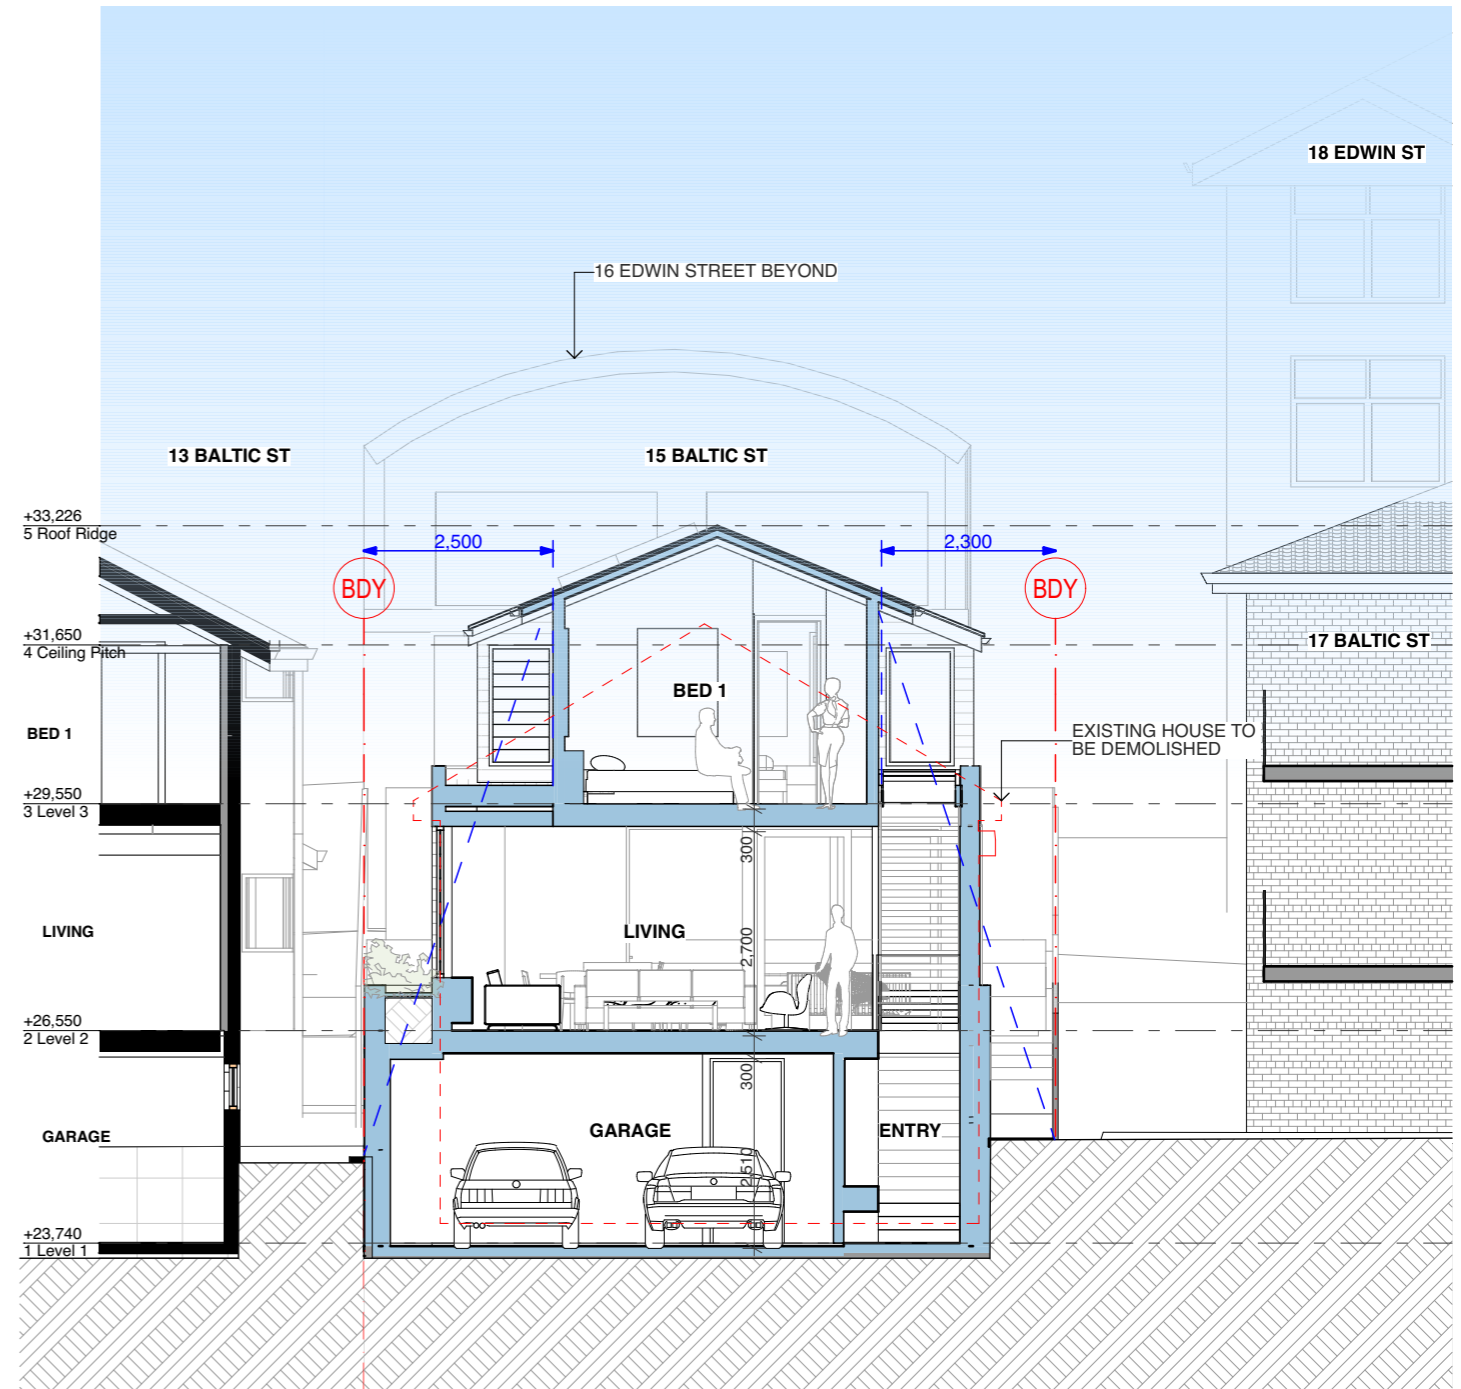 18 EDWIN ST
16 EDWIN STREET BEYOND
13 BALTIC ST
15 BALTIC ST
+33,226
5 Roof Ridge
2,500
2,300
BDY
BDY
+31,650
4 Ceiling Pitch
17 BALTIC ST
BED 1
BED 1
EXISTING HOUSE TO
BE DEMOLISHED
+29,550
3 Level 3
300
LIVING
LIVING
2,700
+26,550
2 Level 2
300
GARAGE
GARAGE
ENTRY
2,510
+23,740
1 Level 1